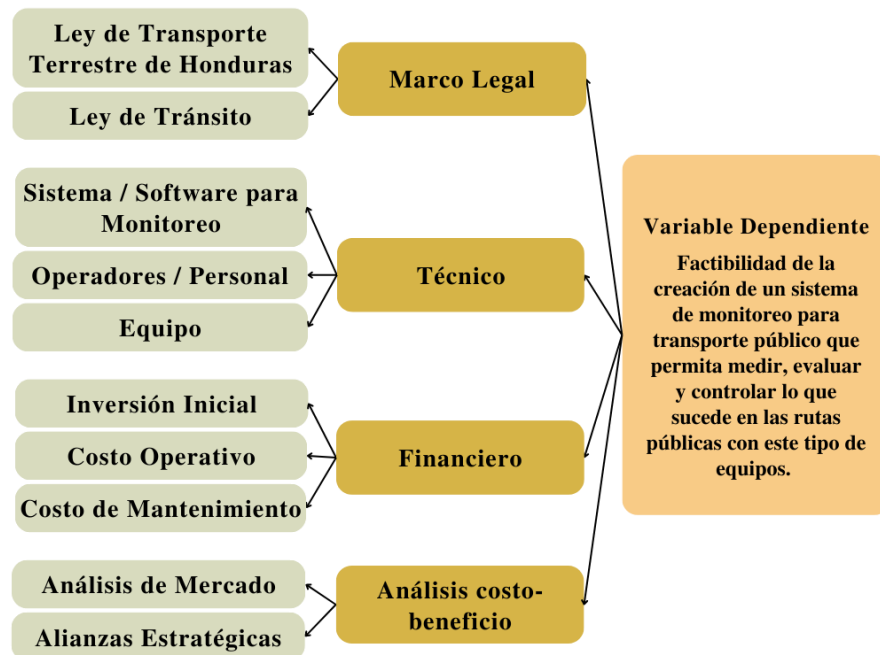 Ley de Transporte
Terrestre de Honduras
Ley de Tránsito
Marco Legal
Sistema / Software para
Monitoreo
Operadores / Personal
Equipo
Técnico
Inversión Inicial
Costo Operativo
Costo de Mantenimiento
Financiero
Análisis de Mercado
Alianzas Estratégicas
Análisis costo-
beneficio
Variable Dependiente
Factibilidad de la
creación de un sistema
de monitoreo para
transporte público que
permita medir, evaluar
y controlar lo que
sucede en las rutas
públicas con este tipo de
equipos.